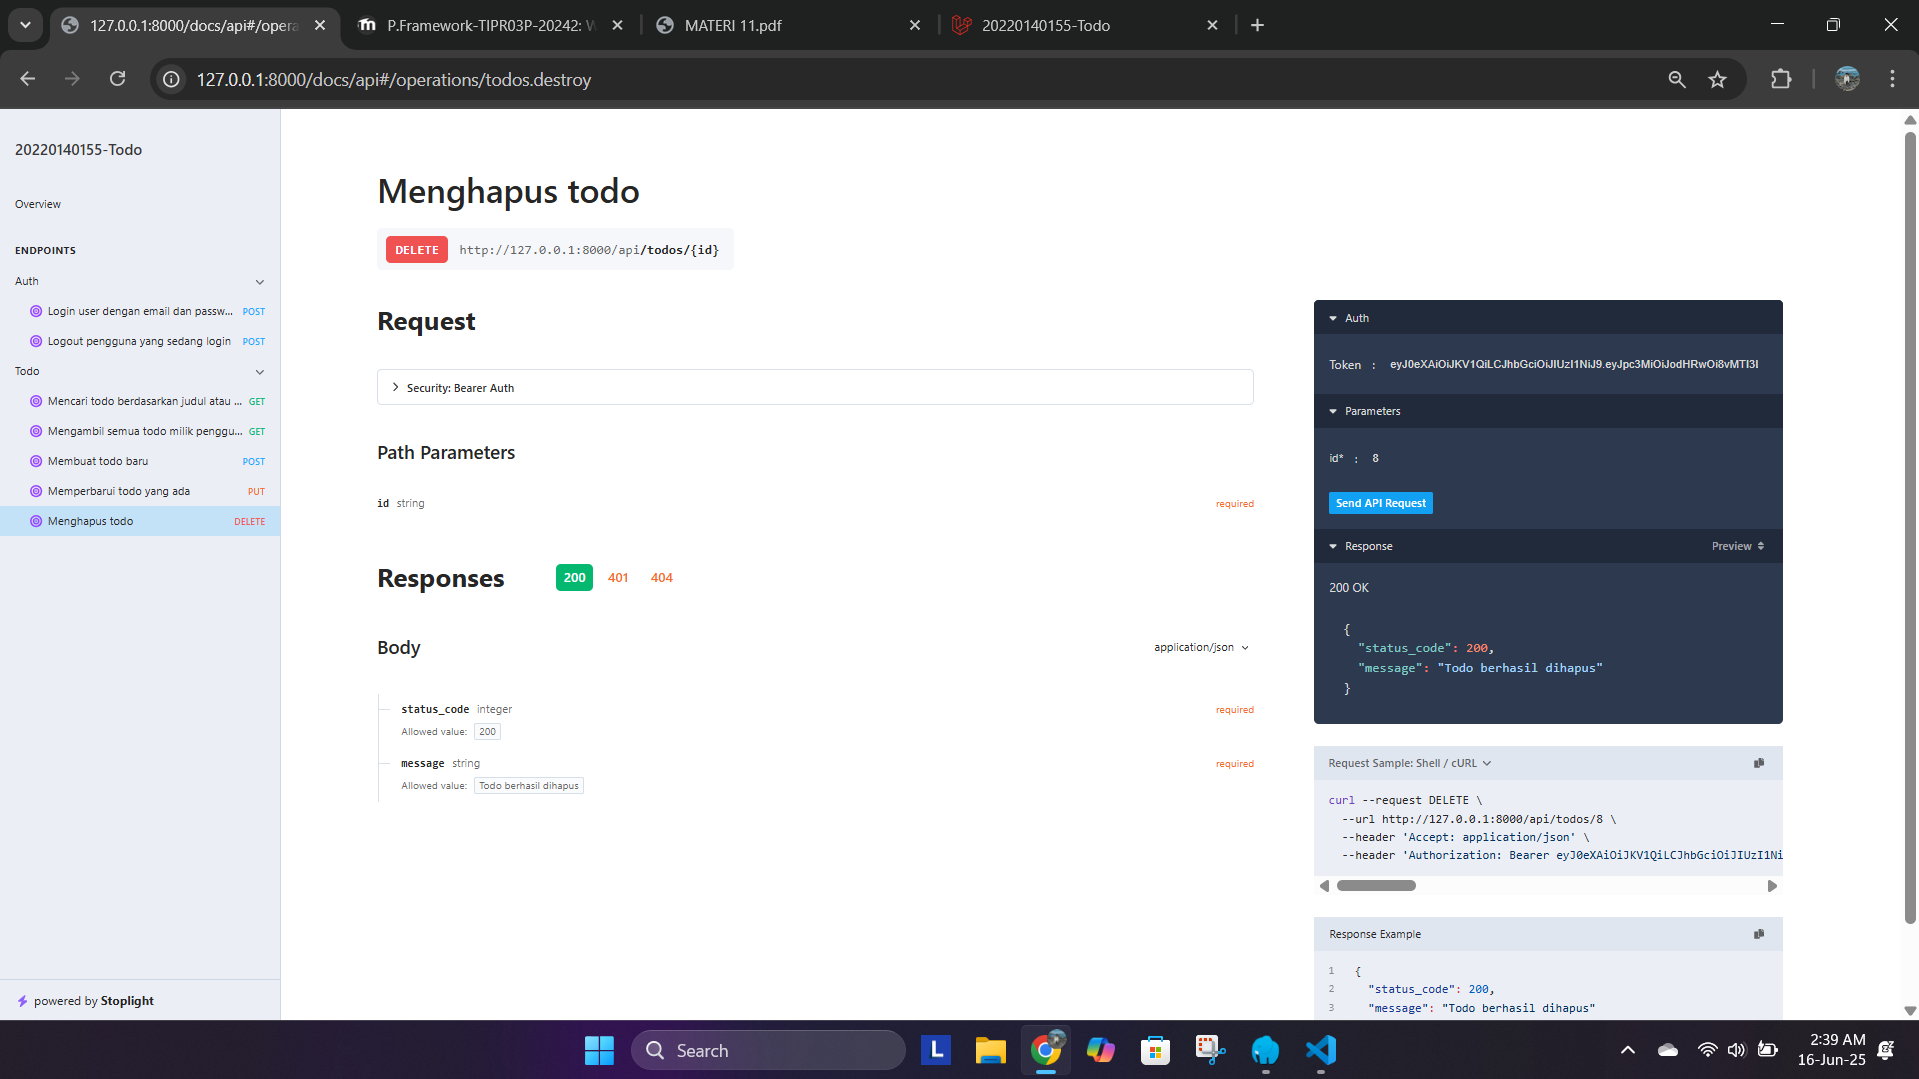 127.0.0.1:8000/docs/api#/opera
P.Framework-TIPR03P-20242: W
MATERI 11.pdf
20220140155-Todo
127.0.0.1:8000/docs/api#/operations/todos.destroy
20220140155-Todo
Overview
ENDPOINTS
Auth
Login user dengan email dan passw... POST
Logout pengguna yang sedang login POST
Todo
Mencari todo berdasarkan judul atau ... GET
Mengambil semua todo milik penggu... GET
Membuat todo baru POST
Memperbarui todo yang ada PUT
Menghapus todo DELETE
powered by Stoplight
Menghapus todo
DELETE http://127.0.0.1:8000/api/todos/{id}
Request
Security: Bearer Auth
Path Parameters
id string required
Responses 200 401 404
Body application/json
status_code integer required
Allowed value: 200
message string required
Allowed value: Todo berhasil dihapus
Auth
Token : eyJ0eXAiOiJKV1QiLCJhbGciOiJIUzI1NiJ9.eyJpc3MiOiJodHRwOi8vMTI3I
Parameters
id* : 8
Send API Request
Response Preview
200 OK
{
"status_code": 200,
"message": "Todo berhasil dihapus"
}
Request Sample: Shell / cURL
curl --request DELETE \
--url http://127.0.0.1:8000/api/todos/8 \
--header 'Accept: application/json' \
--header 'Authorization: Bearer eyJ0eXAiOiJKV1QiLCJhbGciOiJIUzI1Ni
Response Example
1 {
2 "status_code": 200,
3 "message": "Todo berhasil dihapus"
Search
L
2:39 AM
16-Jun-25